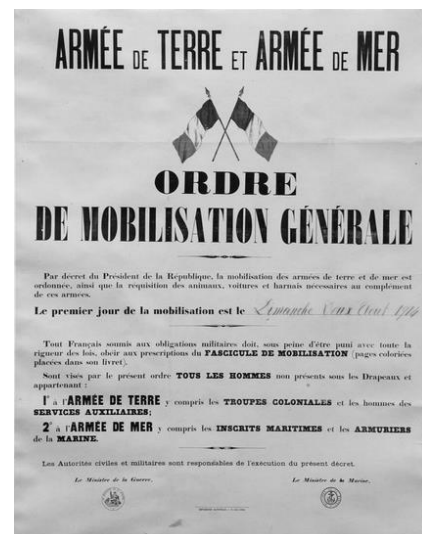 ARMÉE DE TERRE ET ARMÉE DE MER
ORDRE
DE MOBILISATION GÉNÉRALE
Par décret du Président de la République, la mobilisation des armées de terre et de mer est
ordonnée, ainsi que la réquisition des animaux, voitures et harnais nécessaires au complément
de ces armées.
Le premier jour de la mobilisation est le Dimanche deux Août 1914
Tout Français soumis aux obligations militaires doit, sous peine d'être puni avec toute la
rigueur des lois, obéir aux prescriptions du FASCICULE DE MOBILISATION (pages coloriées
placées dans son livret).
Sont visés par le présent ordre TOUS LES HOMMES non présents sous les Drapeaux et
appartenant :
1° à l'ARMÉE DE TERRE y compris les TROUPES COLONIALES et les hommes des
SERVICES AUXILIAIRES;
2° à l'ARMÉE DE MER y compris les INSCRITS MARITIMES et les ARMURIERS
de la MARINE.
Les Autorités civiles et militaires sont responsables de l'exécution du présent décret.
Le Ministre de la Guerre, Le Ministre de la Marine,